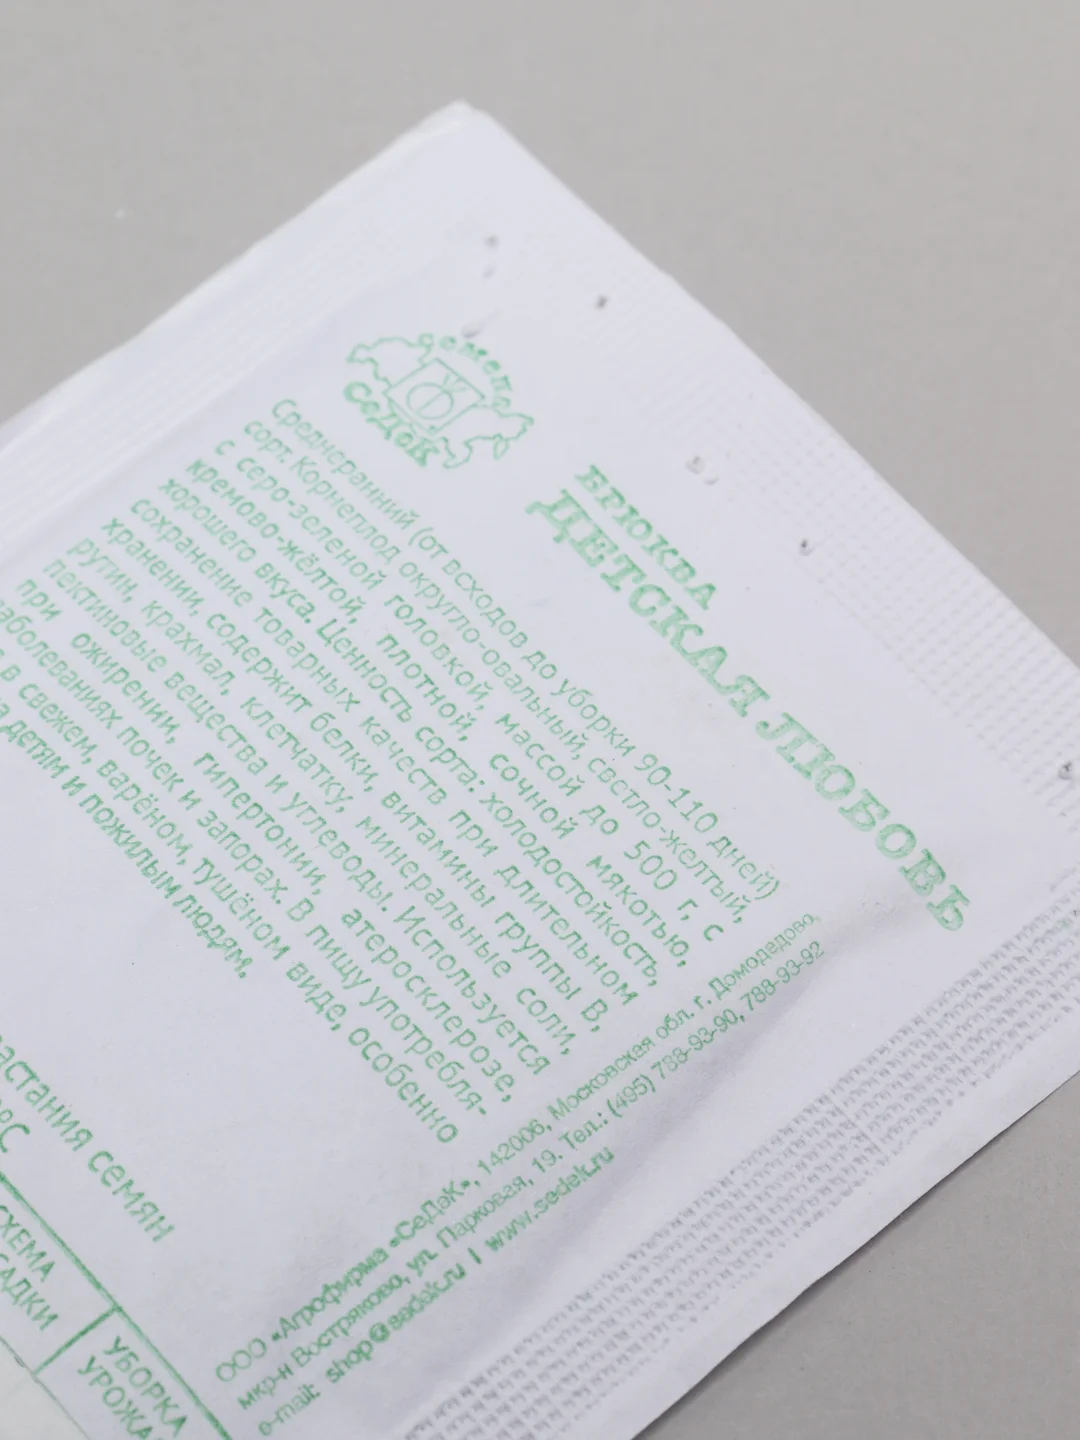 семена
СеДеК
БРЮКВА
ДЕТСКАЯ ЛЮБОВЬ
Среднеранний (от всходов до уборки 90-110 дней)
сорт. Корнеплод округло-овальный, светло-желтый,
с серо-зеленой головкой, массой до 500 г, с
кремово-жёлтой, плотной, сочной мякотью,
хорошего вкуса. Ценность сорта: холодостойкость,
сохранение товарных качеств при длительном
хранении, содержит белки, витамины группы В,
рутин, крахмал, клетчатку, минеральные соли,
пектиновые вещества и углеводы. Используется
при ожирении, гипертонии, атеросклерозе,
заболеваниях почек и запорах. В пищу употребля-
в свежем, варёном, тушёном виде, особенно
детям и пожилым людям.
ООО «Агрофирма «СеДеК», 142006, Московская обл. г. Домодедово,
мкр-н Востряково, ул. Парковая, 19. Тел.: (495) 788-93-90, 788-93-92
e-mail: shop@sedek.ru | www.sedek.ru
семян
°С
СХЕМА
УБОРКА